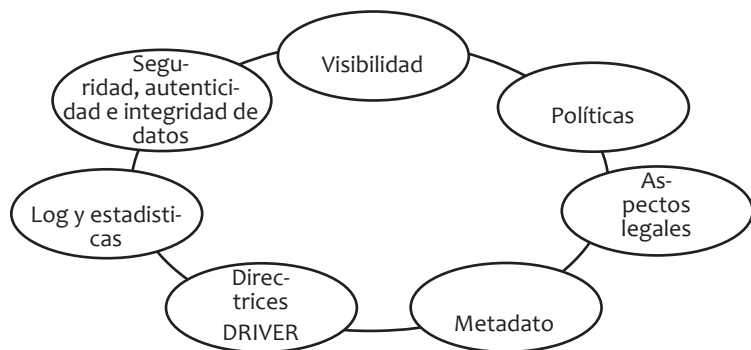 Visibilidad
Políticas
As-
pectos
legales
Metadato
Direc-
trices
DRIVER
Log y estadisti-
cas
Segu-
ridad, autentici-
dad e integridad de
datos